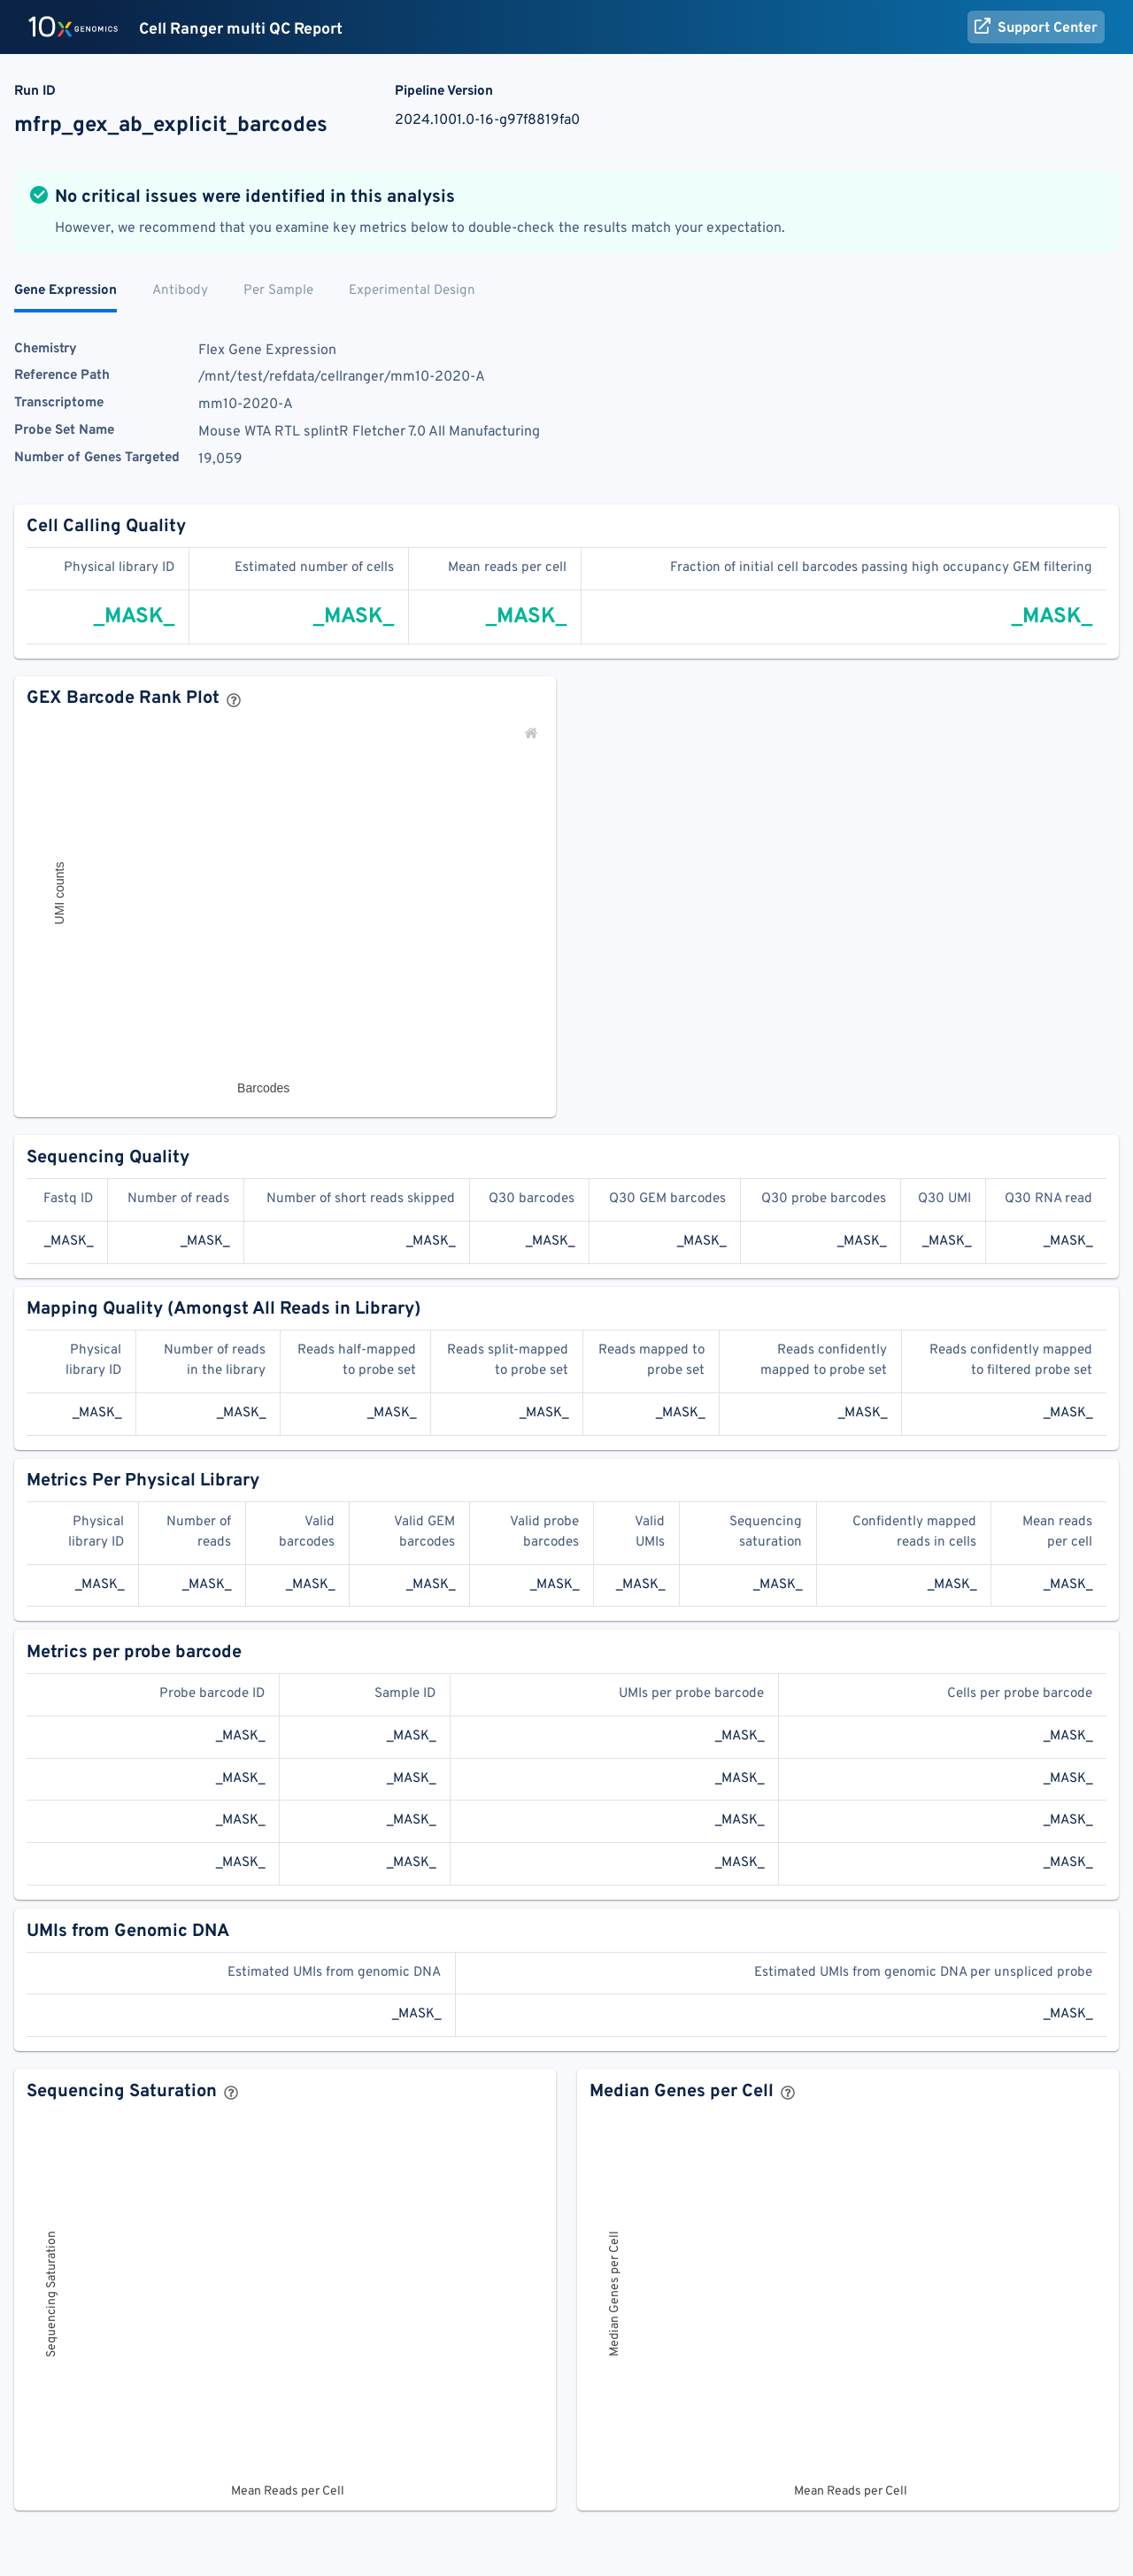 10x GENOMICS Cell Ranger multi QC Report Support Center
Run ID Pipeline Version
mfrp_gex_ab_explicit_barcodes 2024.1001.0-16-g97f8819fa0
No critical issues were identified in this analysis
However, we recommend that you examine key metrics below to double-check the results match your expectation.
Gene Expression Antibody Per Sample Experimental Design
Chemistry Flex Gene Expression
Reference Path /mnt/test/refdata/cellranger/mm10-2020-A
Transcriptome mm10-2020-A
Probe Set Name Mouse WTA RTL splintR Fletcher 7.0 All Manufacturing
Number of Genes Targeted 19,059
Cell Calling Quality
Physical library ID Estimated number of cells Mean reads per cell Fraction of initial cell barcodes passing high occupancy GEM filtering
_MASK_ _MASK_ _MASK_ _MASK_
GEX Barcode Rank Plot ?
UMI counts
Barcodes
Sequencing Quality
Fastq ID Number of reads Number of short reads skipped Q30 barcodes Q30 GEM barcodes Q30 probe barcodes Q30 UMI Q30 RNA read
_MASK_ _MASK_ _MASK_ _MASK_ _MASK_ _MASK_ _MASK_ _MASK_
Mapping Quality (Amongst All Reads in Library)
Physical Number of reads Reads half-mapped Reads split-mapped Reads mapped to Reads confidently Reads confidently mapped
library ID in the library to probe set to probe set probe set mapped to probe set to filtered probe set
_MASK_ _MASK_ _MASK_ _MASK_ _MASK_ _MASK_ _MASK_
Metrics Per Physical Library
Physical Number of Valid Valid GEM Valid probe Valid Sequencing Confidently mapped Mean reads
library ID reads barcodes barcodes barcodes UMIs saturation reads in cells per cell
_MASK_ _MASK_ _MASK_ _MASK_ _MASK_ _MASK_ _MASK_ _MASK_ _MASK_
Metrics per probe barcode
Probe barcode ID Sample ID UMIs per probe barcode Cells per probe barcode
_MASK_ _MASK_ _MASK_ _MASK_
_MASK_ _MASK_ _MASK_ _MASK_
_MASK_ _MASK_ _MASK_ _MASK_
_MASK_ _MASK_ _MASK_ _MASK_
UMIs from Genomic DNA
Estimated UMIs from genomic DNA Estimated UMIs from genomic DNA per unspliced probe
_MASK_ _MASK_
Sequencing Saturation ? Median Genes per Cell ?
Sequencing Saturation Median Genes per Cell
Mean Reads per Cell Mean Reads per Cell